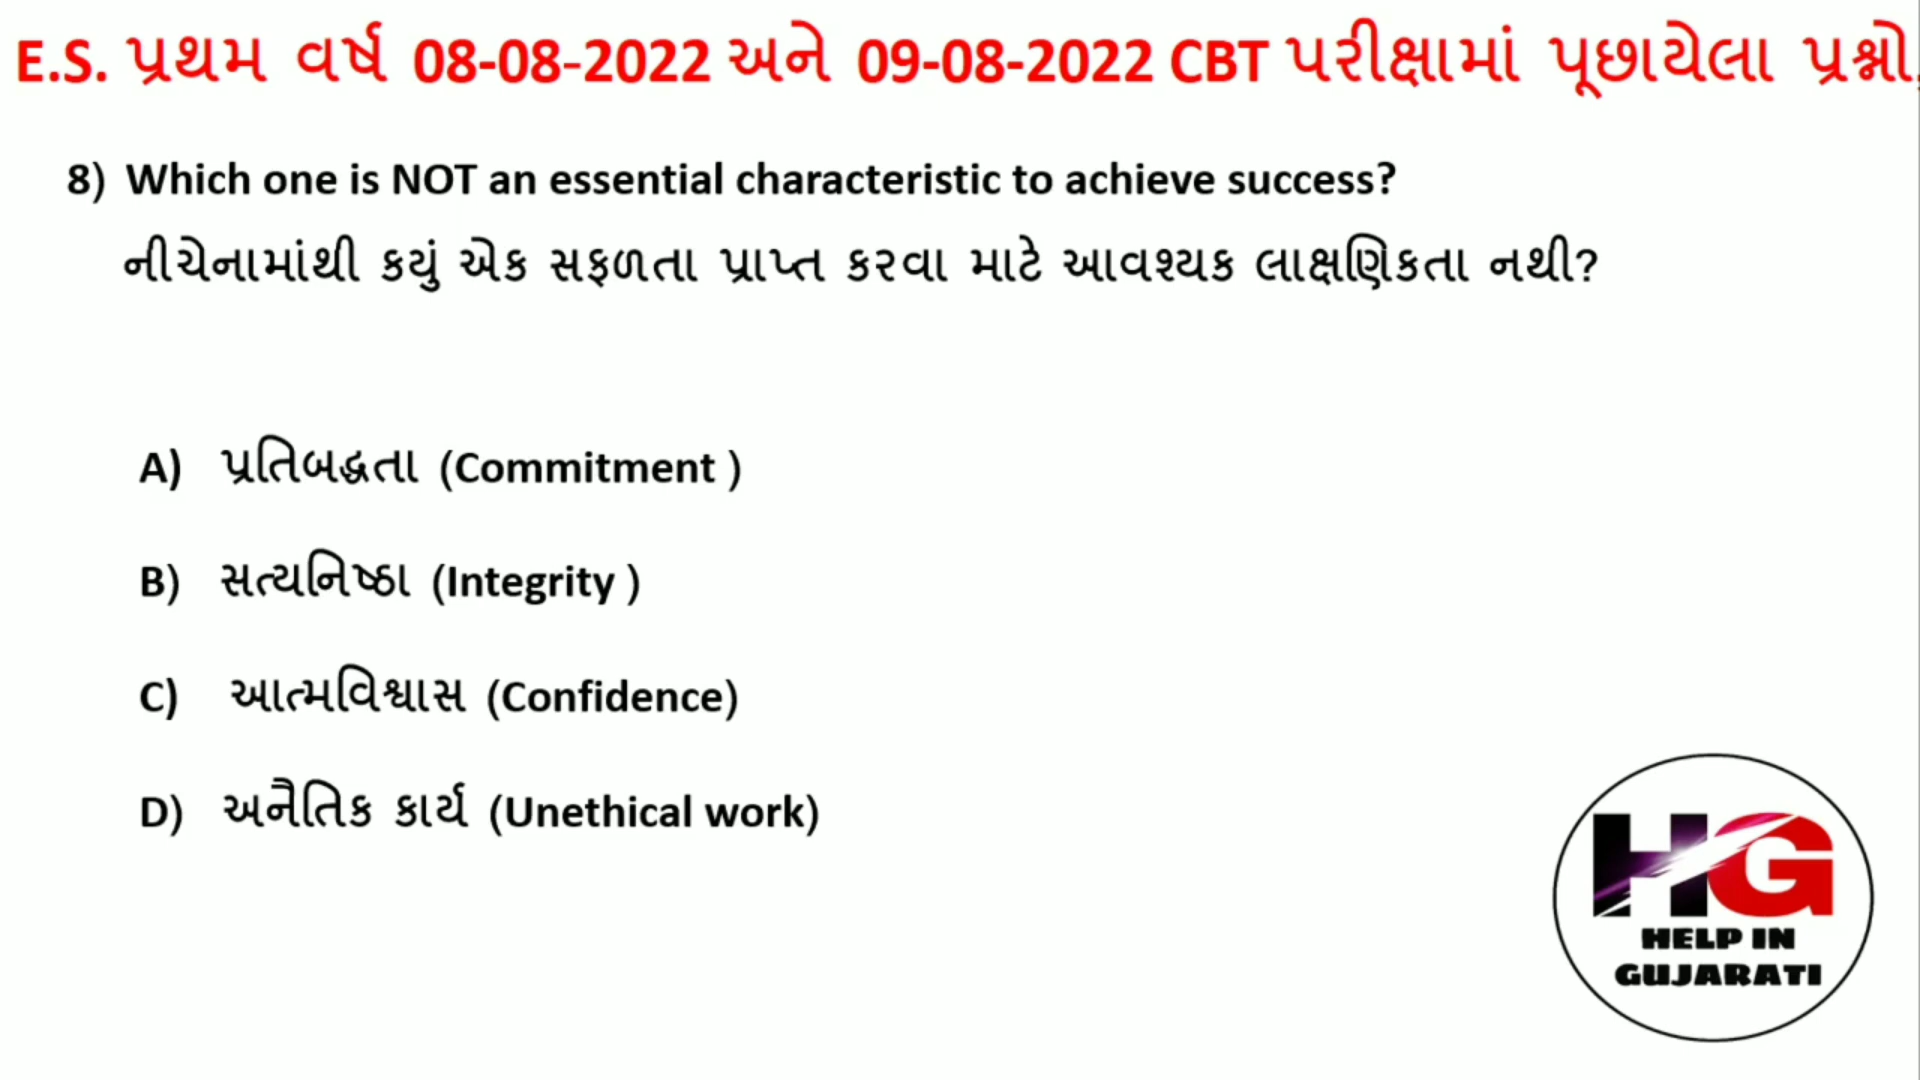 E.S. પ્રથમ વર્ષ 08-08-2022 અને 09-08-2022 CBT પરીક્ષામાં પૂછાયેલા પ્રશ્નો.
8) Which one is NOT an essential characteristic to achieve success?
નીચેનામાંથી કયું એક સફળતા પ્રાપ્ત કરવા માટે આવશ્યક લાક્ષણિકતા નથી?
A) પ્રતિબદ્ધતા (Commitment )
B) સત્યનિષ્ઠા (Integrity )
C) આત્મવિશ્વાસ (Confidence)
D) અનૈતિક કાર્ય (Unethical work)
HG
HELP IN
GUJARATI